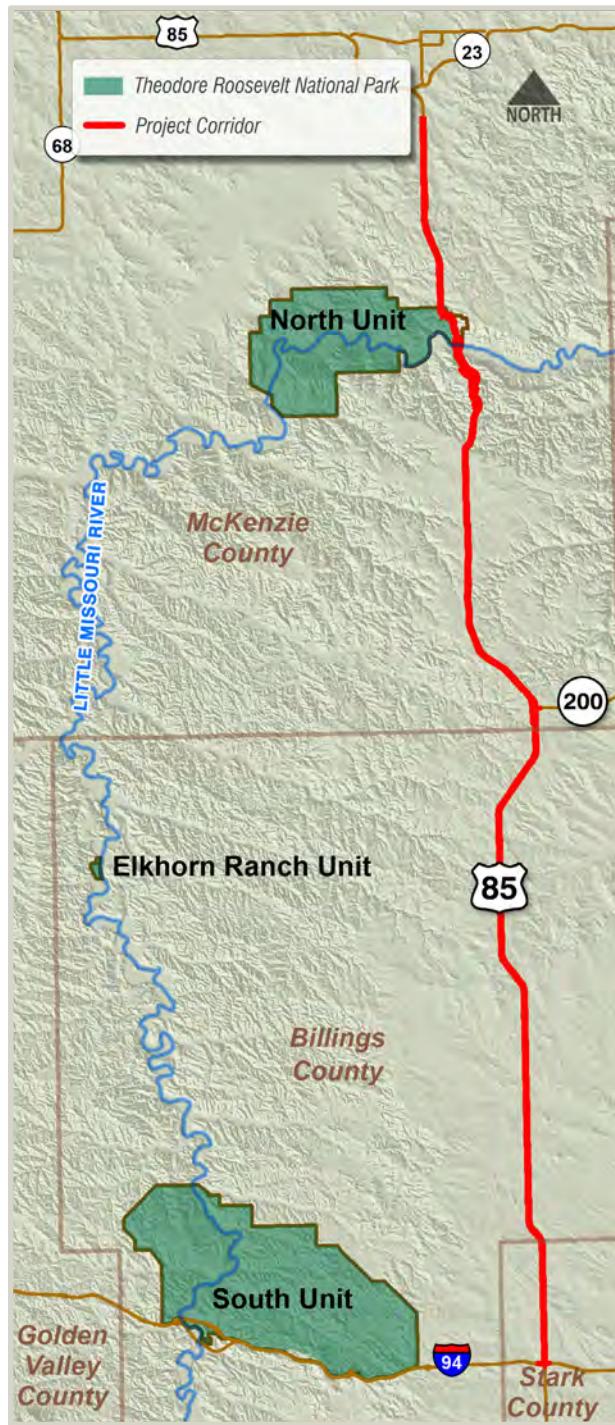 85
23
Theodore Roosevelt National Park
Project Corridor
NORTH
68
North Unit
McKenzie
County
LITTLE MISSOURI RIVER
200
Elkhorn Ranch Unit
85
Billings
County
South Unit
Golden
Valley
County
94
Stark
County